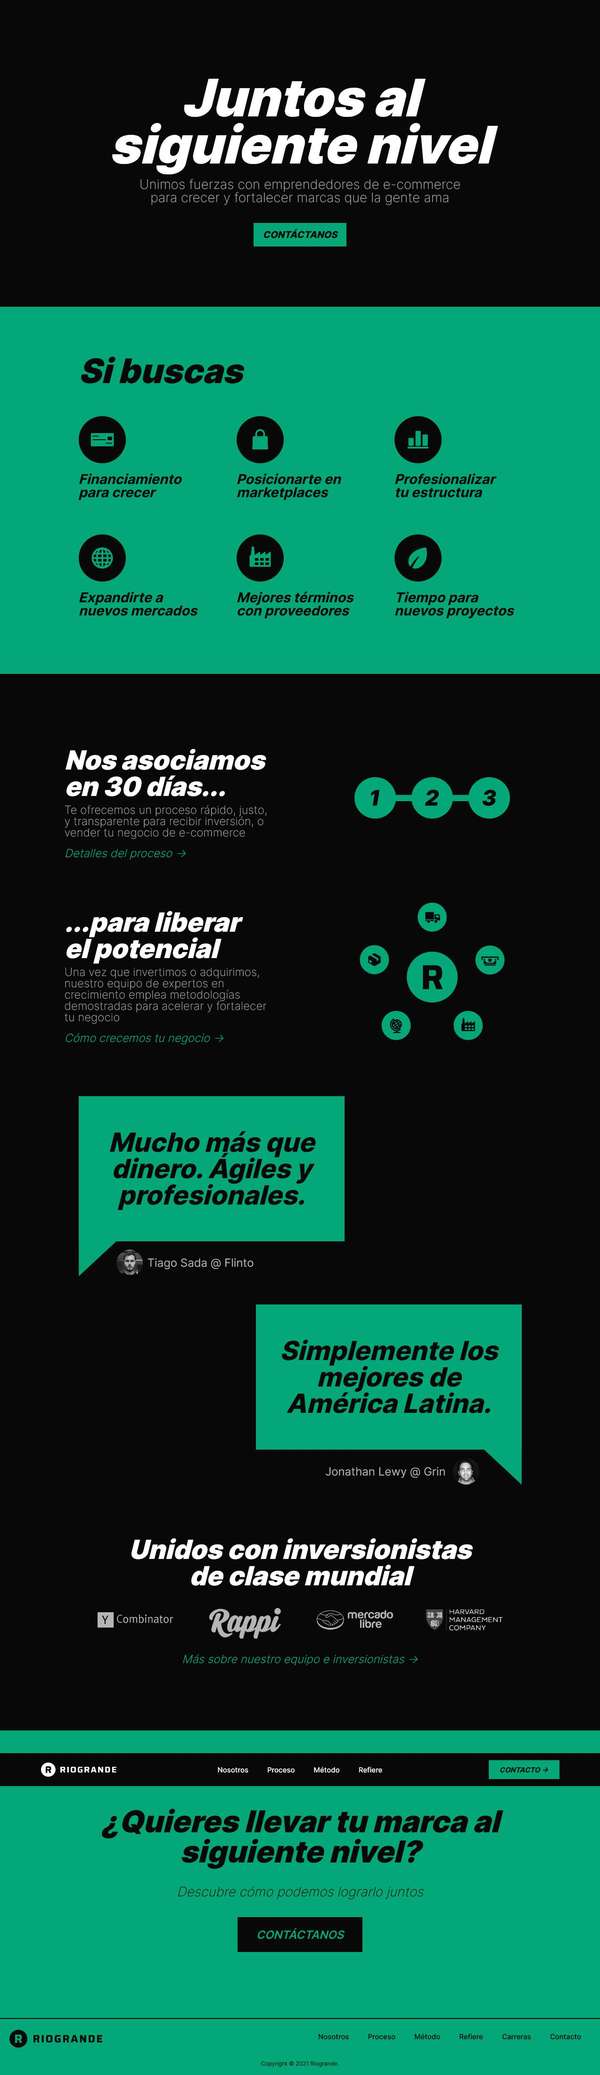 Juntos al
siguiente nivel
Unimos fuerzas con emprendedores de e-commerce
para crecer y fortalecer marcas que la gente ama
CONTÁCTANOS
Si buscas
Financiamiento
para crecer
Posicionarte en
marketplaces
Profesionalizar
tu estructura
Expandirte a
nuevos mercados
Mejores términos
con proveedores
Tiempo para
nuevos proyectos
Nos asociamos
en 30 días...
Te ofrecemos un proceso rápido, justo,
y transparente para recibir inversión, o
vender tu negocio de e-commerce
Detalles del proceso →
1 2 3
...para liberar
el potencial
Una vez que invertimos o adquirimos,
nuestro equipo de expertos en
crecimiento emplea metodologías
demostradas para acelerar y fortalecer
tu negocio
Cómo crecemos tu negocio →
R
Mucho más que
dinero. Ágiles y
profesionales.
Tiago Sada @ Flinto
Simplemente los
mejores de
América Latina.
Jonathan Lewy @ Grin
Unidos con inversionistas
de clase mundial
Y Combinator
Rappi
mercado
libre
HARVARD
MANAGEMENT
COMPANY
Más sobre nuestro equipo e inversionistas →
R RIOGRANDE
Nosotros Proceso Método Refiere
CONTACTO →
¿Quieres llevar tu marca al
siguiente nivel?
Descubre cómo podemos lograrlo juntos
CONTÁCTANOS
R RIOGRANDE
Nosotros Proceso Método Refiere Carreras Contacto
Copyright © 2021 Riogrande.